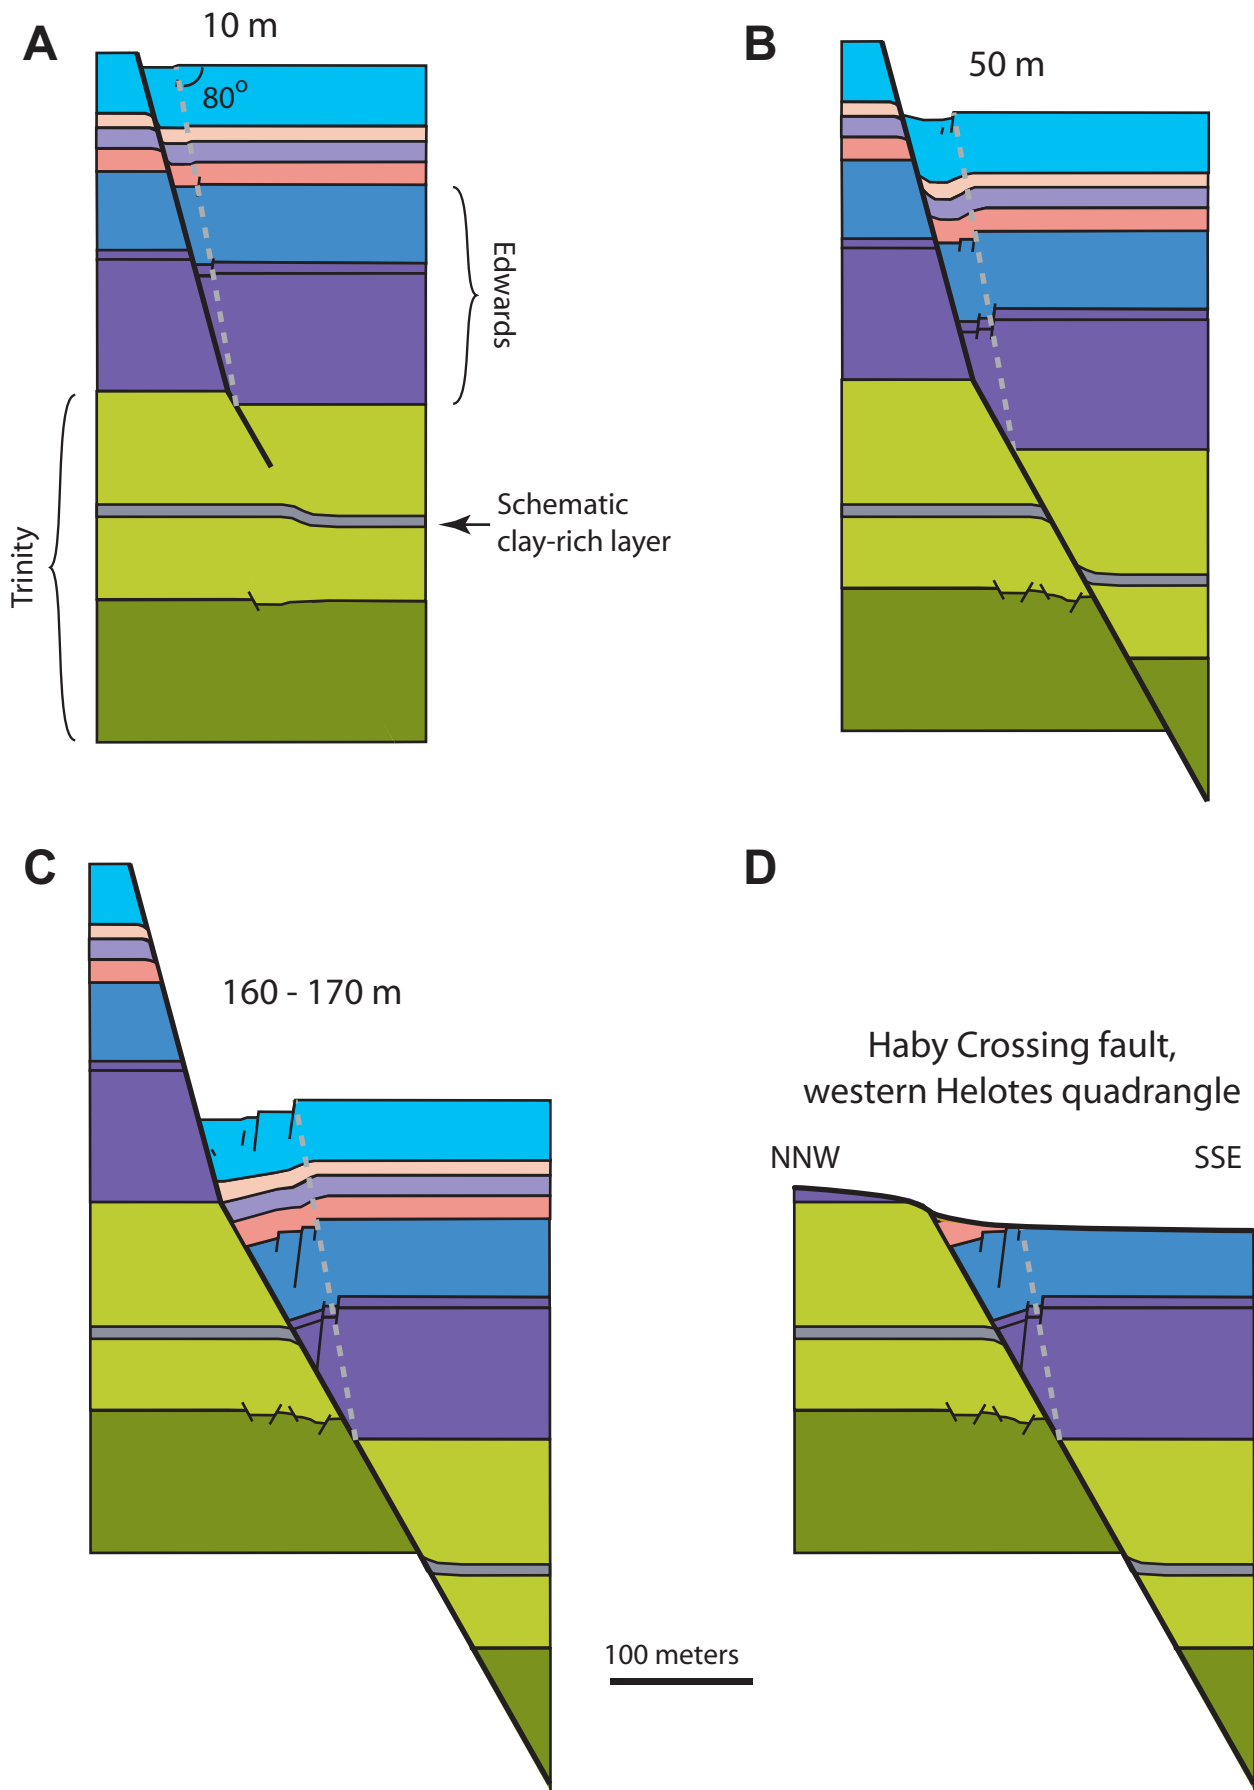 A
10 m
80°
Edwards
Trinity
Schematic
clay-rich layer
B
50 m
C
160 - 170 m
D
Haby Crossing fault,
western Helotes quadrangle
NNW
SSE
100 meters